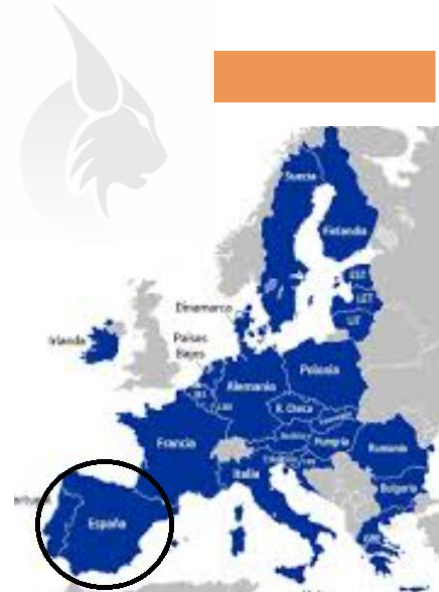 Suecia
Finlandia
EST
LET
LIT
Dinamarca
Irlanda
Países
Bajos
Polonia
Alemania
R. Checa
Francia
Hungría
Rumanía
Italia
Bulgaria
España